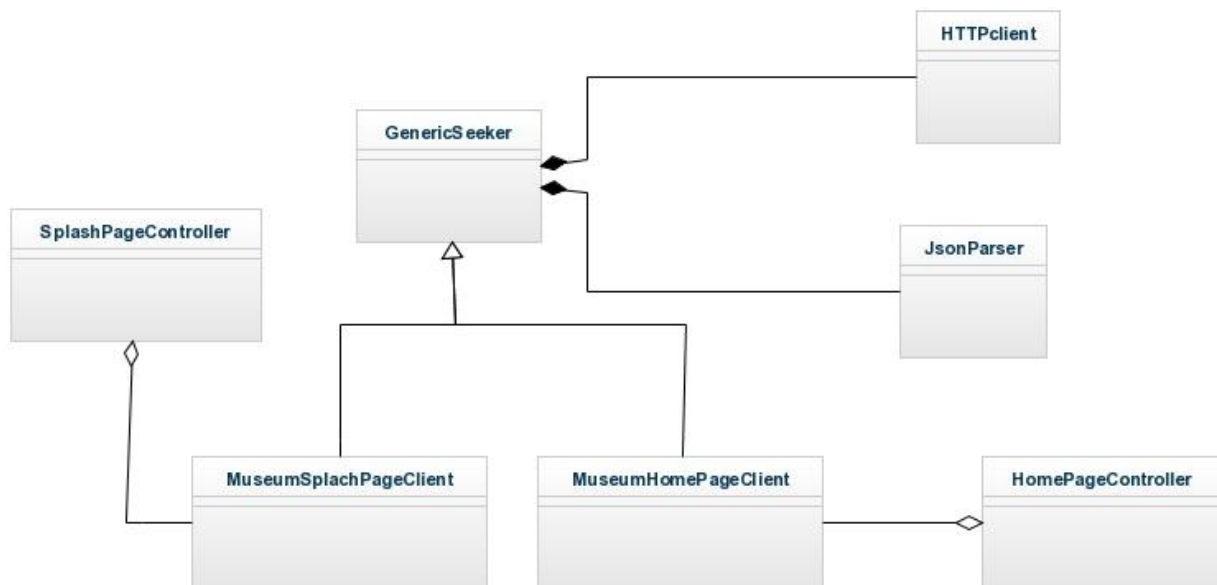 HTTPclient
GenericSeeker
SplashPageController
JsonParser
MuseumSplachPageClient
MuseumHomePageClient
HomePageController